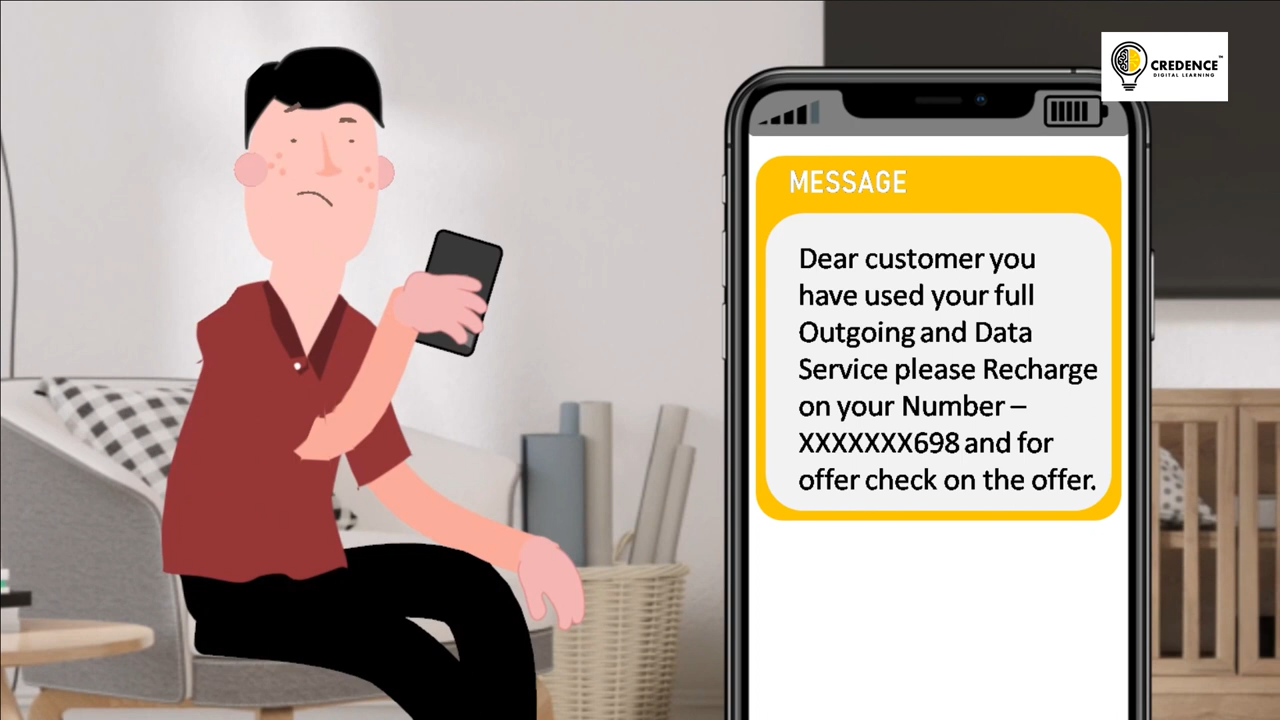 CREDENCE™
DIGITAL LEARNING
MESSAGE
Dear customer you
have used your full
Outgoing and Data
Service please Recharge
on your Number –
XXXXXXX698 and for
offer check on the offer.